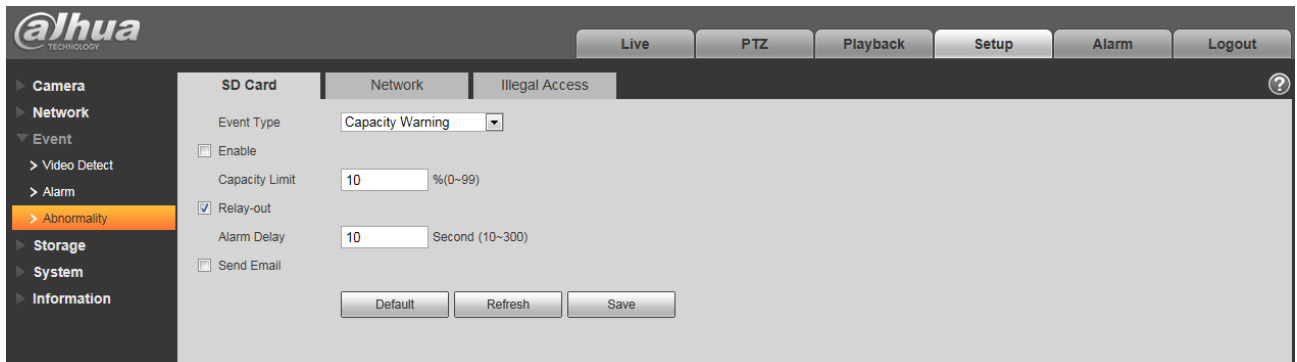 alhua
TECHNOLOGY
Live PTZ Playback Setup Alarm Logout
Camera
Network
Event
> Video Detect
> Alarm
> Abnormality
Storage
System
Information
SD Card Network Illegal Access ?
Event Type Capacity Warning
Enable
Capacity Limit 10 %(0~99)
Relay-out
Alarm Delay 10 Second (10~300)
Send Email
Default Refresh Save